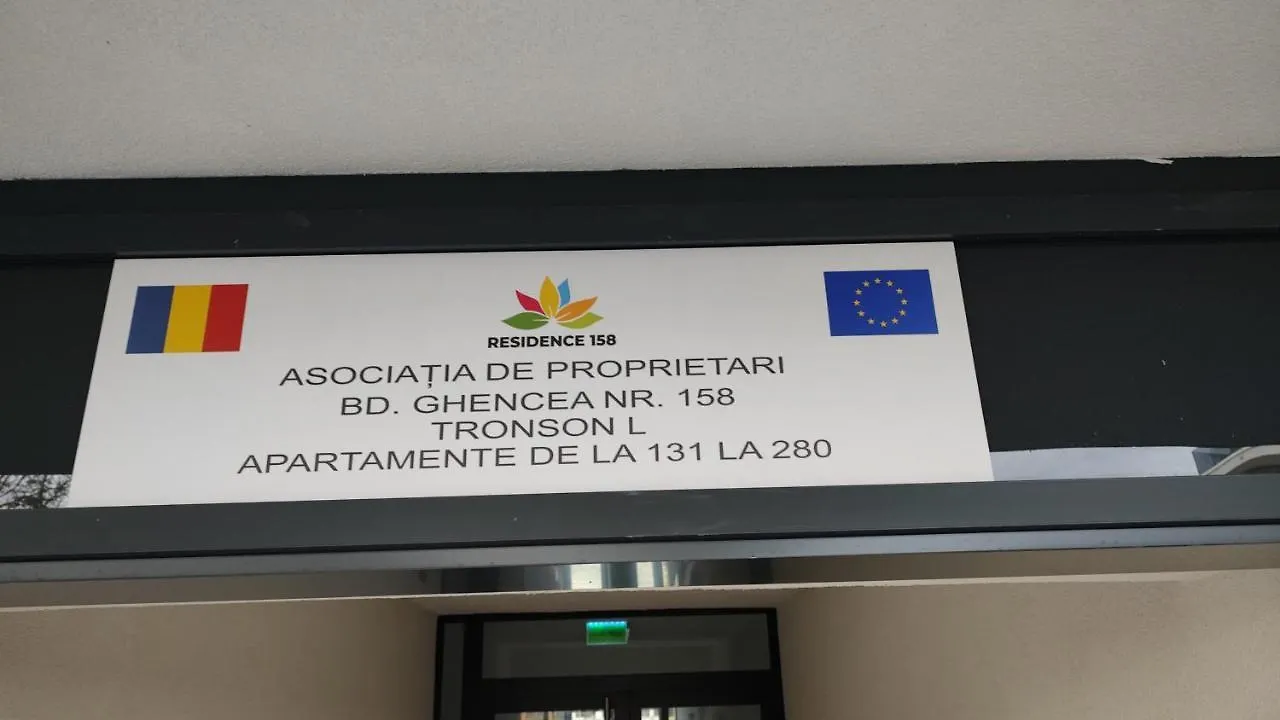 RESIDENCE 158
ASOCIAȚIA DE PROPRIETARI
BD. GHENCEA NR. 158
TRONSON L
APARTAMENTE DE LA 131 LA 280